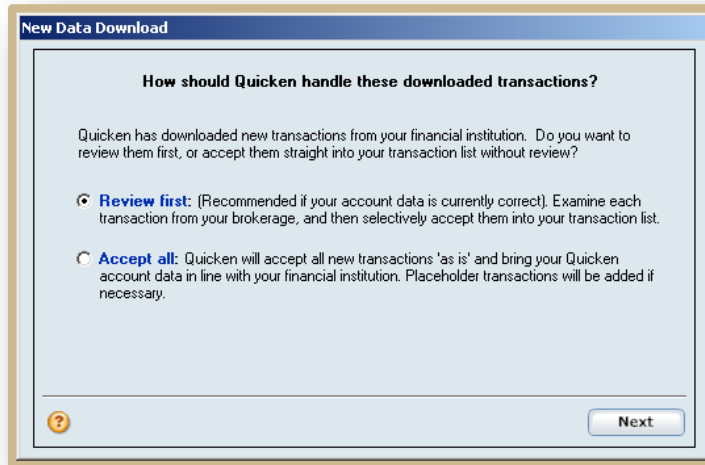 New Data Download
How should Quicken handle these downloaded transactions?
Quicken has downloaded new transactions from your financial institution. Do you want to
review them first, or accept them straight into your transaction list without review?
Review first: (Recommended if your account data is currently correct). Examine each
transaction from your brokerage, and then selectively accept them into your transaction list.
Accept all: Quicken will accept all new transactions 'as is' and bring your Quicken
account data in line with your financial institution. Placeholder transactions will be added if
necessary.
?
Next